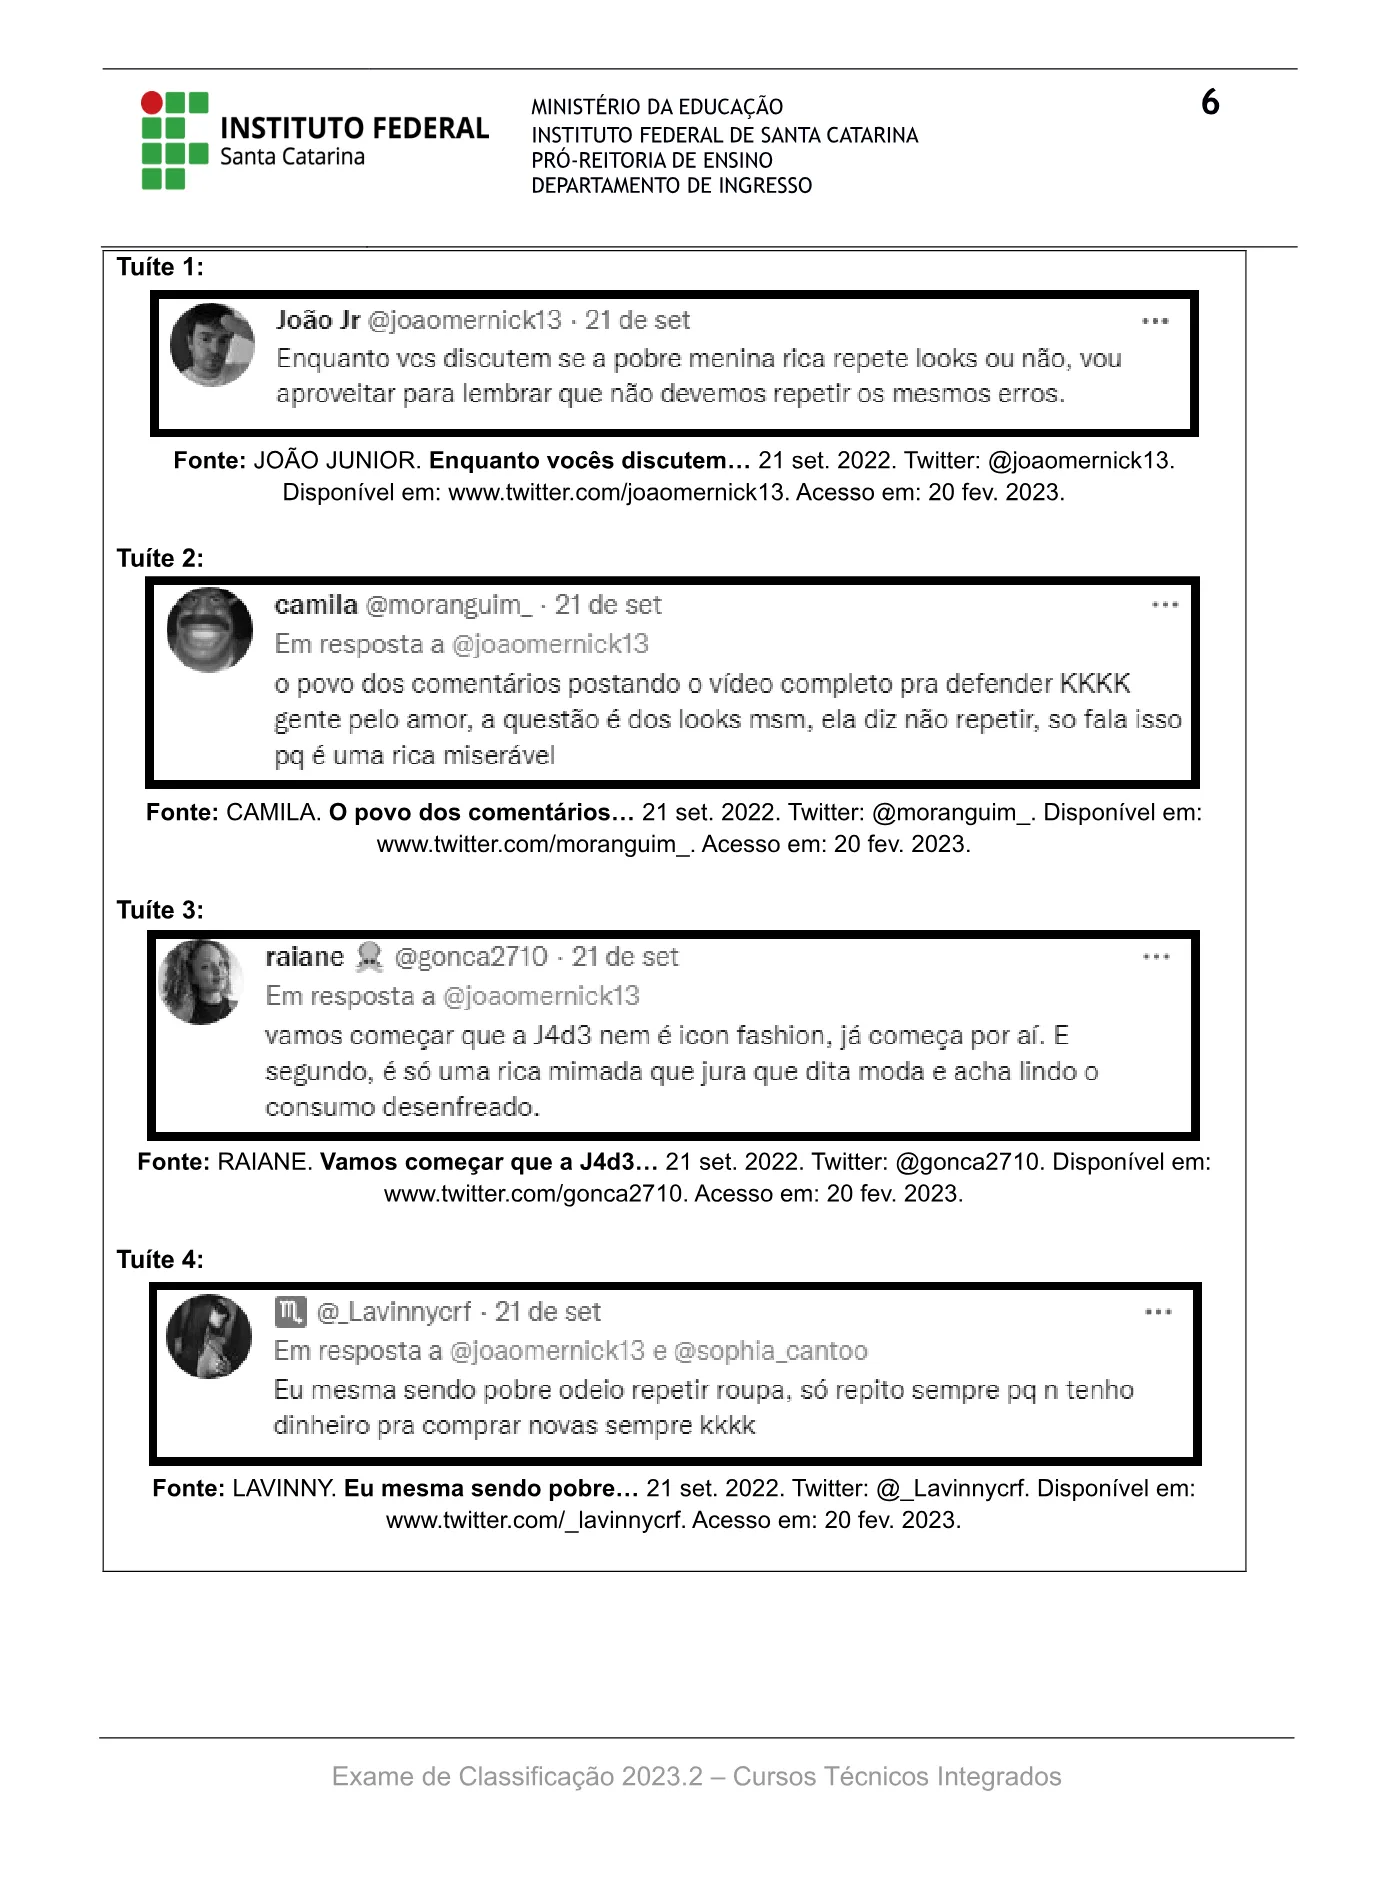 INSTITUTO FEDERAL
Santa Catarina
MINISTÉRIO DA EDUCAÇÃO
INSTITUTO FEDERAL DE SANTA CATARINA
PRÓ-REITORIA DE ENSINO
DEPARTAMENTO DE INGRESSO
6
Tuíte 1:
João Jr @joaomernick13 · 21 de set
Enquanto vcs discutem se a pobre menina rica repete looks ou não, vou
aproveitar para lembrar que não devemos repetir os mesmos erros.
Fonte: JOÃO JUNIOR. Enquanto vocês discutem… 21 set. 2022. Twitter: @joaomernick13.
Disponível em: www.twitter.com/joaomernick13. Acesso em: 20 fev. 2023.
Tuíte 2:
camila @moranguim_ · 21 de set
Em resposta a @joaomernick13
o povo dos comentários postando o vídeo completo pra defender KKKK
gente pelo amor, a questão é dos looks msm, ela diz não repetir, so fala isso
pq é uma rica miserável
Fonte: CAMILA. O povo dos comentários… 21 set. 2022. Twitter: @moranguim_. Disponível em:
www.twitter.com/moranguim_. Acesso em: 20 fev. 2023.
Tuíte 3:
raiane @gonca2710 · 21 de set
Em resposta a @joaomernick13
vamos começar que a J4d3 nem é icon fashion, já começa por aí. E
segundo, é só uma rica mimada que jura que dita moda e acha lindo o
consumo desenfreado.
Fonte: RAIANE. Vamos começar que a J4d3… 21 set. 2022. Twitter: @gonca2710. Disponível em:
www.twitter.com/gonca2710. Acesso em: 20 fev. 2023.
Tuíte 4:
♏ @_Lavinnycrf · 21 de set
Em resposta a @joaomernick13 e @sophia_cantoo
Eu mesma sendo pobre odeio repetir roupa, só repito sempre pq n tenho
dinheiro pra comprar novas sempre kkkk
Fonte: LAVINNY. Eu mesma sendo pobre… 21 set. 2022. Twitter: @_Lavinnycrf. Disponível em:
www.twitter.com/_lavinnycrf. Acesso em: 20 fev. 2023.
Exame de Classificação 2023.2 – Cursos Técnicos Integrados